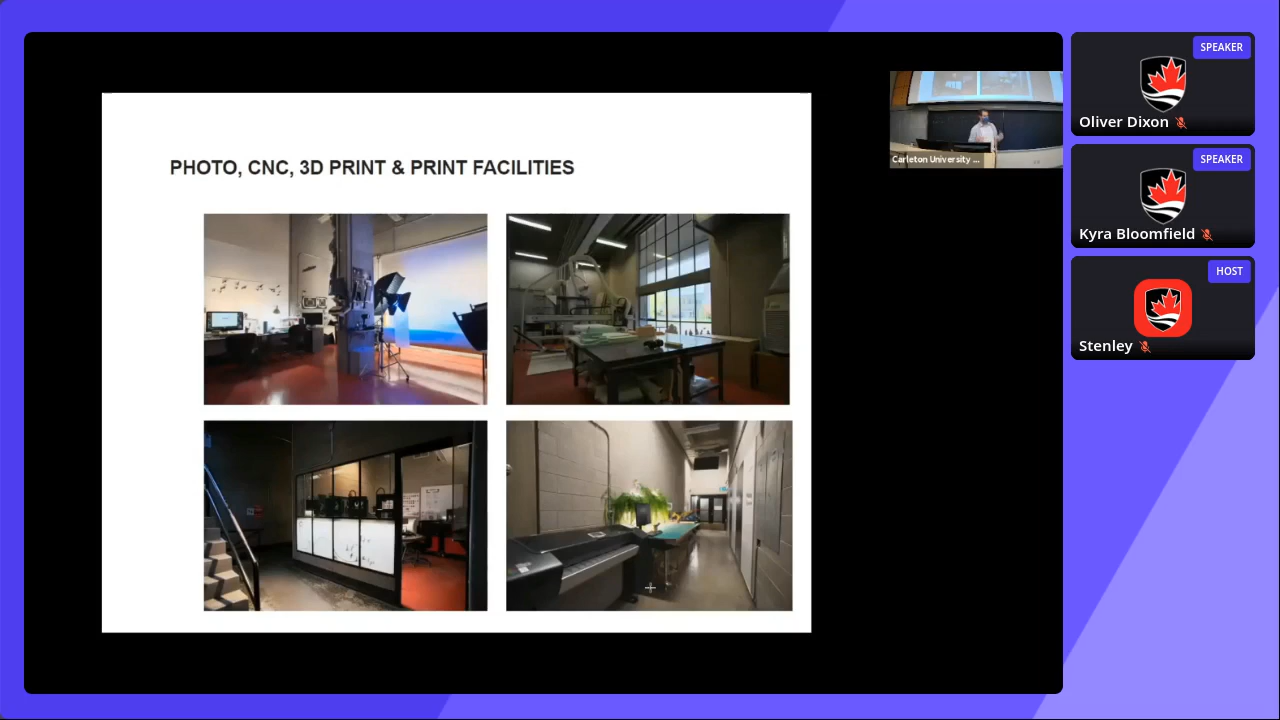 PHOTO, CNC, 3D PRINT & PRINT FACILITIES
Carleton University ...
SPEAKER
Oliver Dixon
SPEAKER
Kyra Bloomfield
HOST
Stenley